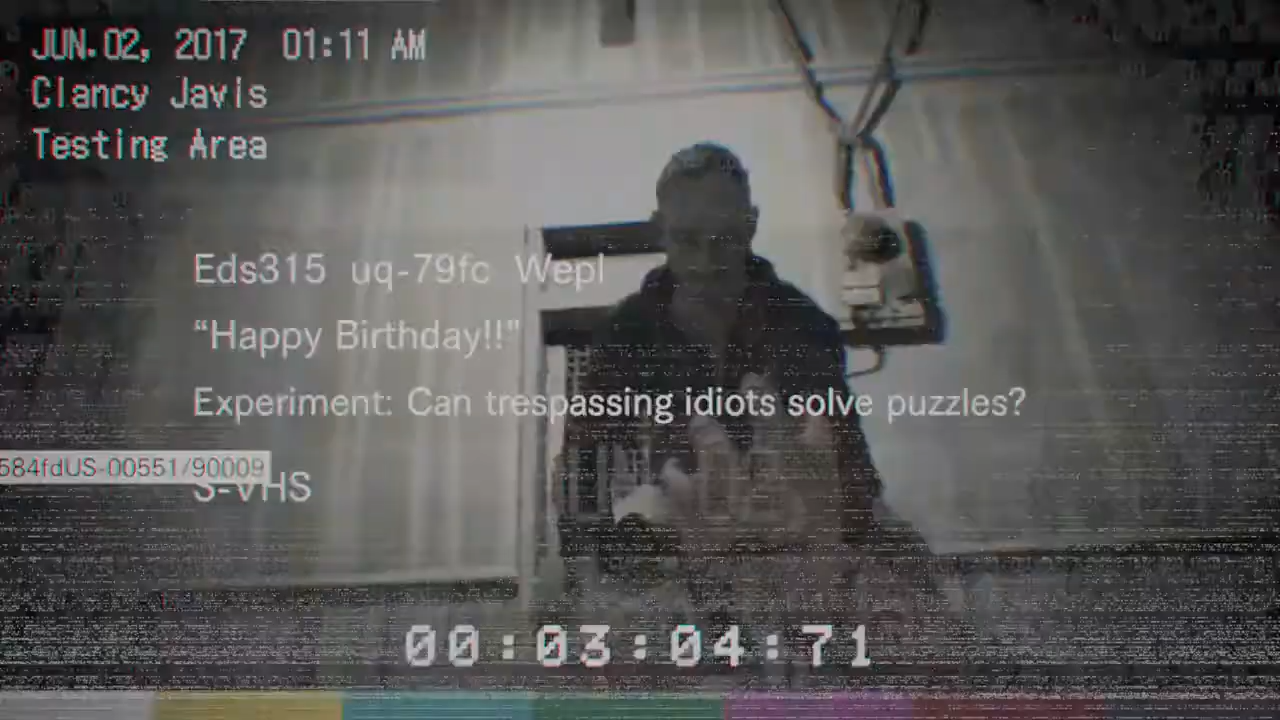 JUN.02, 2017 01:11 AM
Clancy Javis
Testing Area
Eds315 uq-79fc Wepl
“Happy Birthday!!”
Experiment: Can trespassing idiots solve puzzles?
584fdUS-00551/90009
S-VHS
00:03:04:71